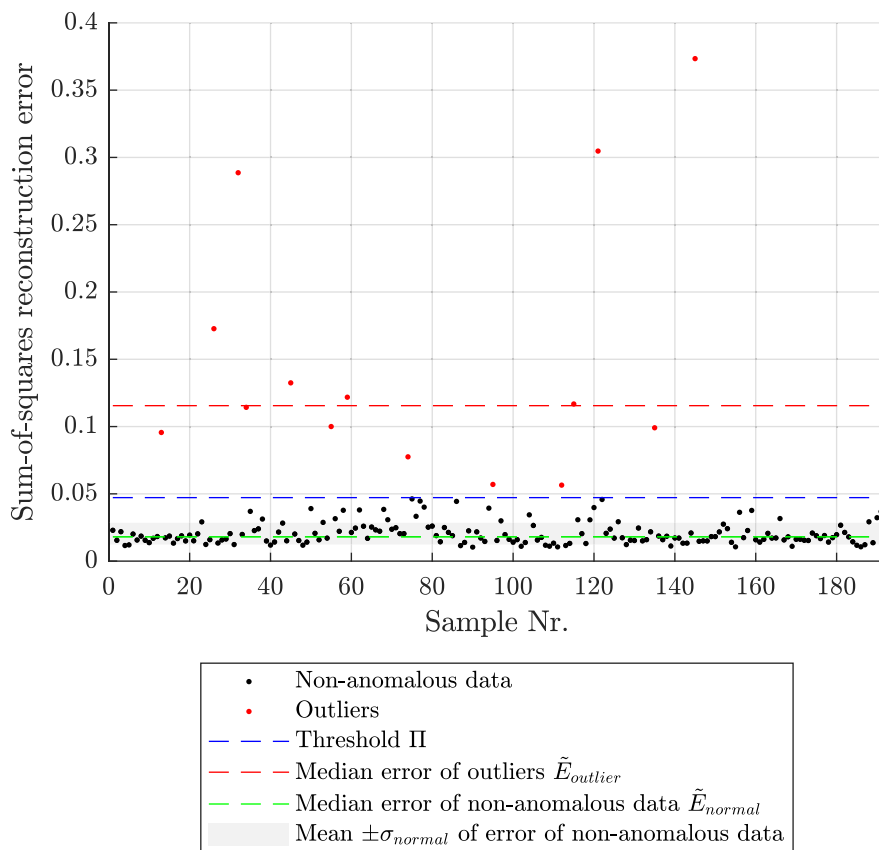 0.4
0.35
0.3
0.25
0.2
0.15
0.1
0.05
0
Sum-of-squares reconstruction error
0 20 40 60 80 100 120 140 160 180
Sample Nr.
Non-anomalous data
Outliers
Threshold Π
Median error of outliers Ẽ_outlier
Median error of non-anomalous data Ẽ_normal
Mean ±σ_normal of error of non-anomalous data